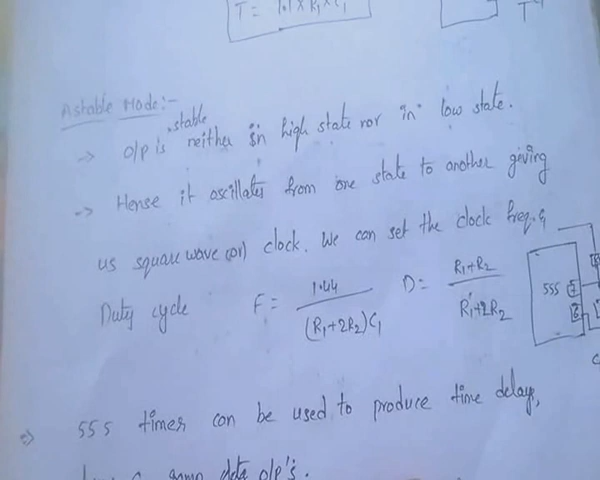 T = 1.1 x R1 x C1
T
Astable Mode:-
stable
-> O/p is neither in high state nor in low state.
-> Hense it oscillates from one state to another giving
us square wave (or) clock. We can set the clock freq. &
Duty cycle F = 1.44 / (R1+2R2)C1 D = R1+R2 / R1+2R2
555
=> 555 timer can be used to produce time delay,
o/p's.